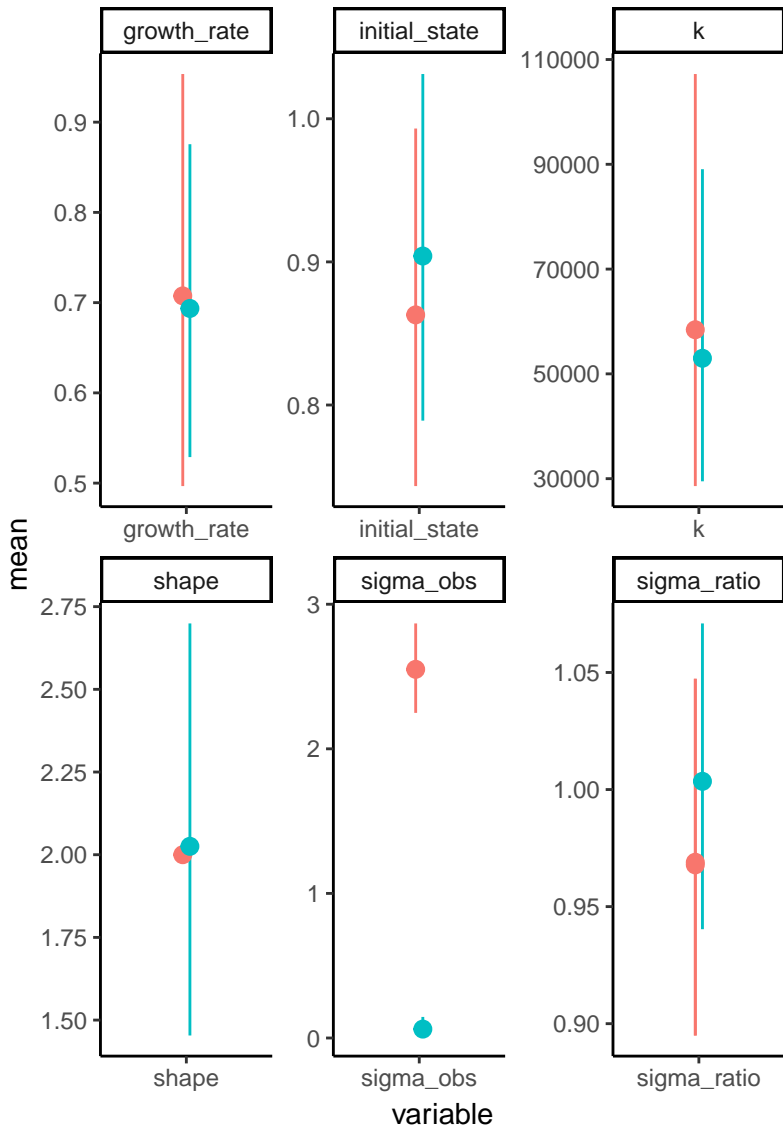 growth_rate
initial_state
k
0.9
0.8
0.7
0.6
0.5
1.0
0.9
0.8
110000
90000
70000
50000
30000
growth_rate
initial_state
k
mean
shape
sigma_obs
sigma_ratio
2.75
2.50
2.25
2.00
1.75
1.50
3
2
1
0
1.05
1.00
0.95
0.90
shape
sigma_obs
sigma_ratio
variable